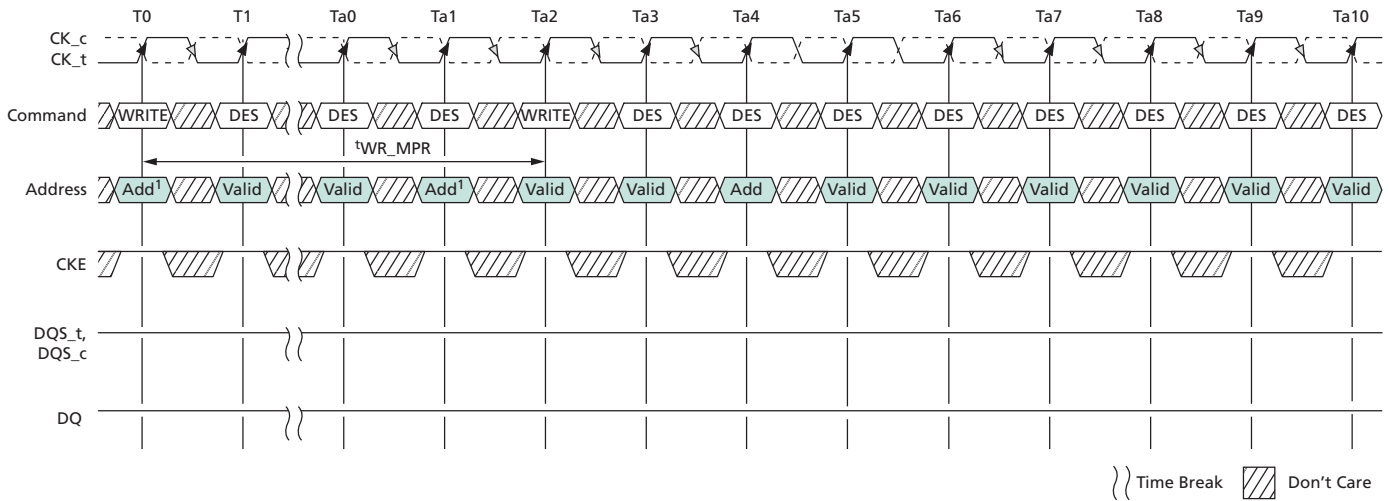 T0 T1 Ta0 Ta1 Ta2 Ta3 Ta4 Ta5 Ta6 Ta7 Ta8 Ta9 Ta10
CK_c
CK_t
Command WRITE DES DES DES WRITE DES DES DES DES DES DES DES DES
tWR_MPR
Address Add1 Valid Valid Add1 Valid Valid Add Valid Valid Valid Valid Valid Valid
CKE
DQS_t,
DQS_c
DQ
Time Break Don't Care